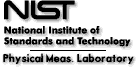 NIST
National Institute of
Standards and Technology
Physical Meas. Laboratory